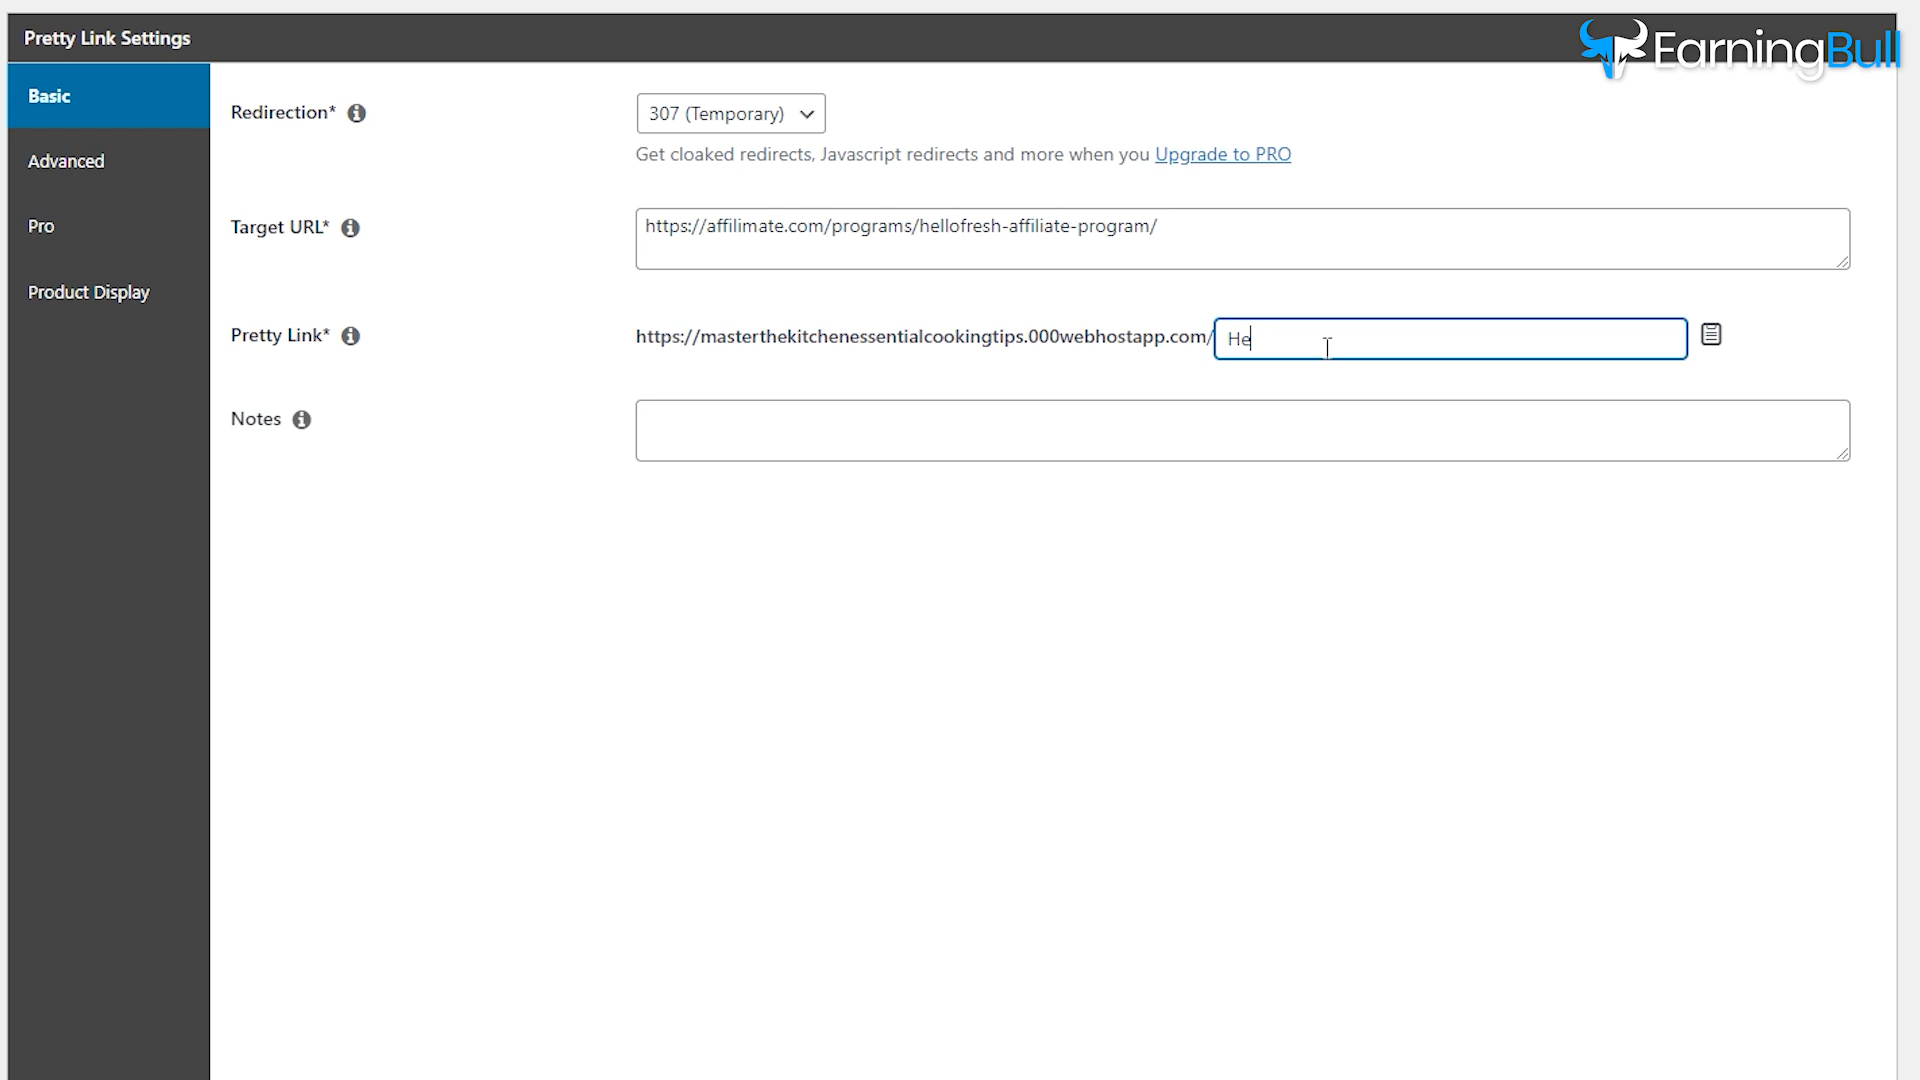 Pretty Link Settings
EarningBull
Basic
Advanced
Pro
Product Display
Redirection*
307 (Temporary)
Get cloaked redirects, Javascript redirects and more when you Upgrade to PRO
Target URL*
https://affilimate.com/programs/hellofresh-affiliate-program/
Pretty Link*
https://masterthekitchenessentialcookingtips.000webhostapp.com/
He
Notes